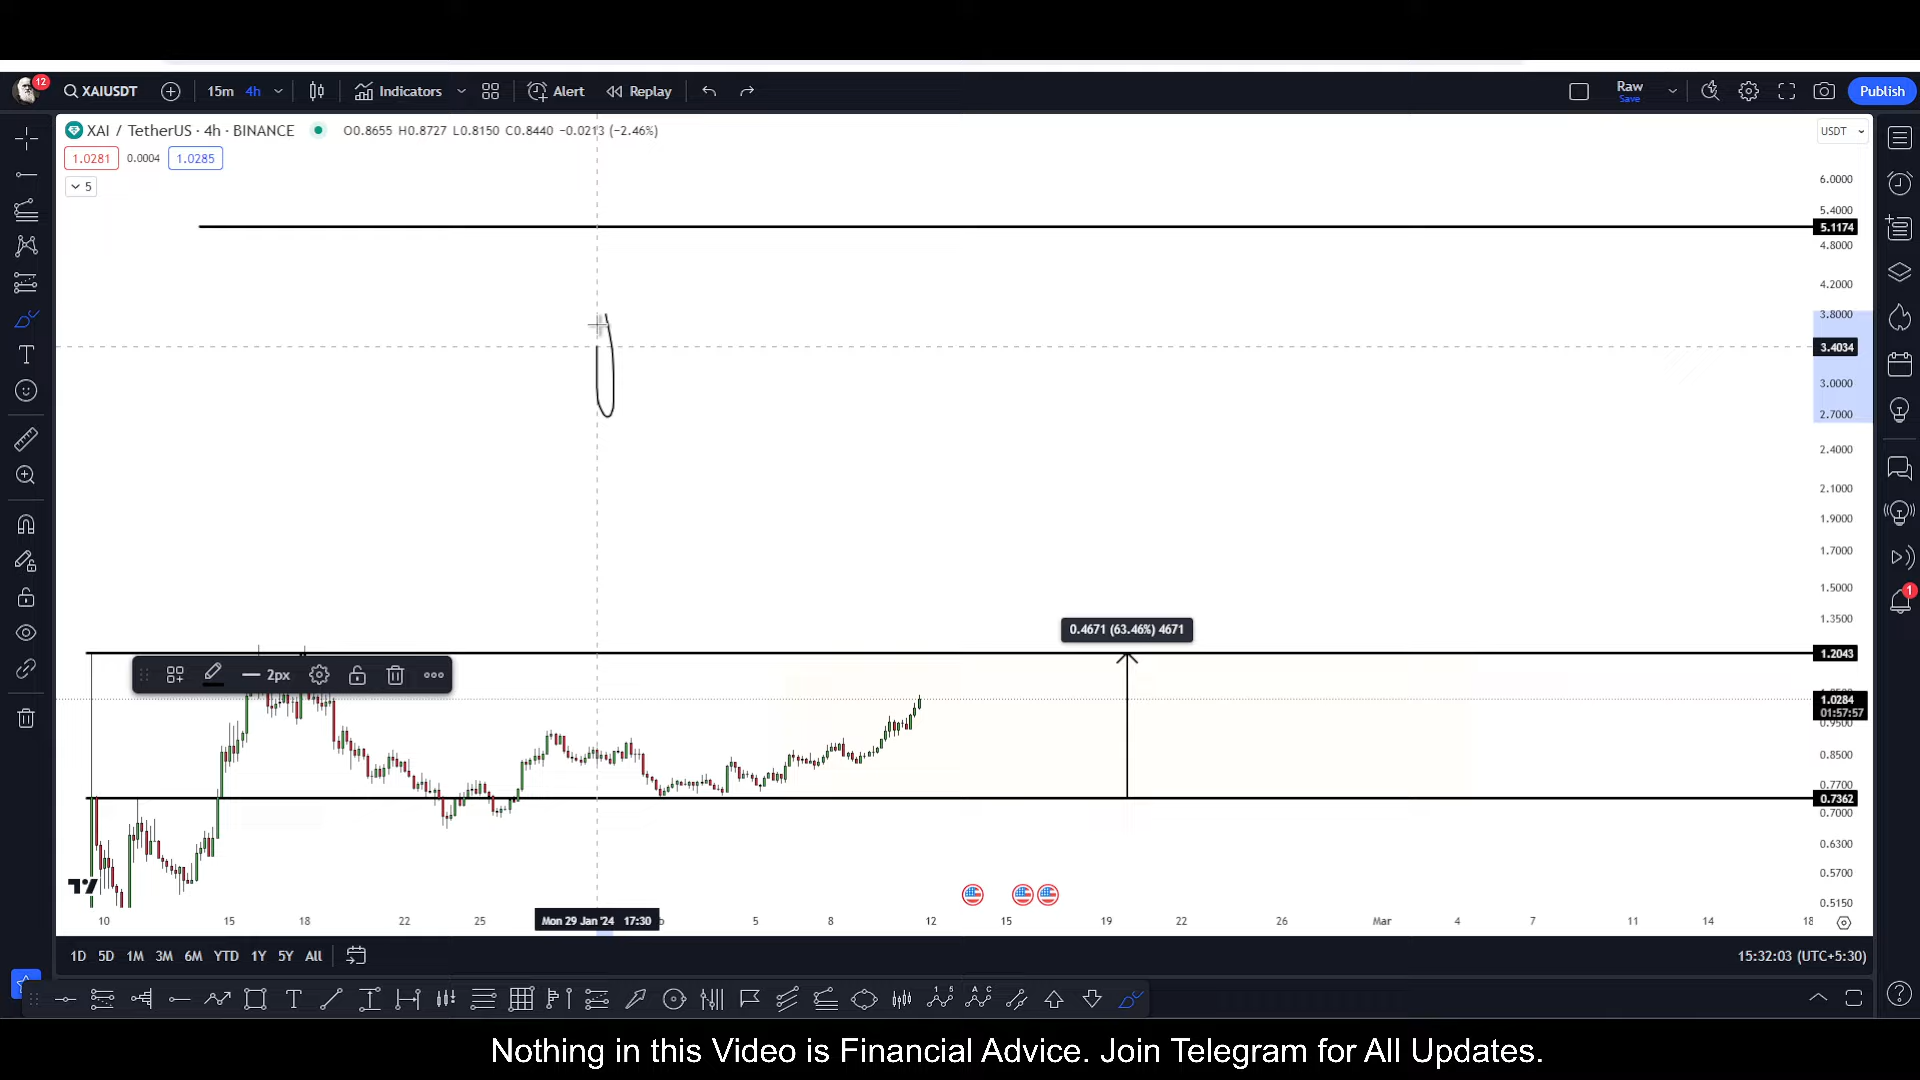 12
XAIUSDT
15m 4h
Indicators
Alert
Replay
Raw
Save
Publish
XAI / TetherUS · 4h · BINANCE
O0.8655 H0.8727 L0.8150 C0.8440 −0.0213 (−2.46%)
USDT
1.0281 0.0004 1.0285
5
6.0000
5.4000
5.1174
4.8000
4.2000
3.8000
3.4034
3.0000
2.7000
2.4000
2.1000
1.9000
1.7000
1.5000
1.3500
0.4671 (63.46%) 4671
1.2043
2px
1.0284
01:57:57
0.9500
0.8500
0.7700
0.7362
0.7000
0.6300
0.5700
0.5150
10 15 18 22 25 Mon 29 Jan '24 17:30 5 8 12 15 19 22 26 Mar 4 7 11 14 18
1D 5D 1M 3M 6M YTD 1Y 5Y All
15:32:03 (UTC+5:30)
1
Nothing in this Video is Financial Advice. Join Telegram for All Updates.